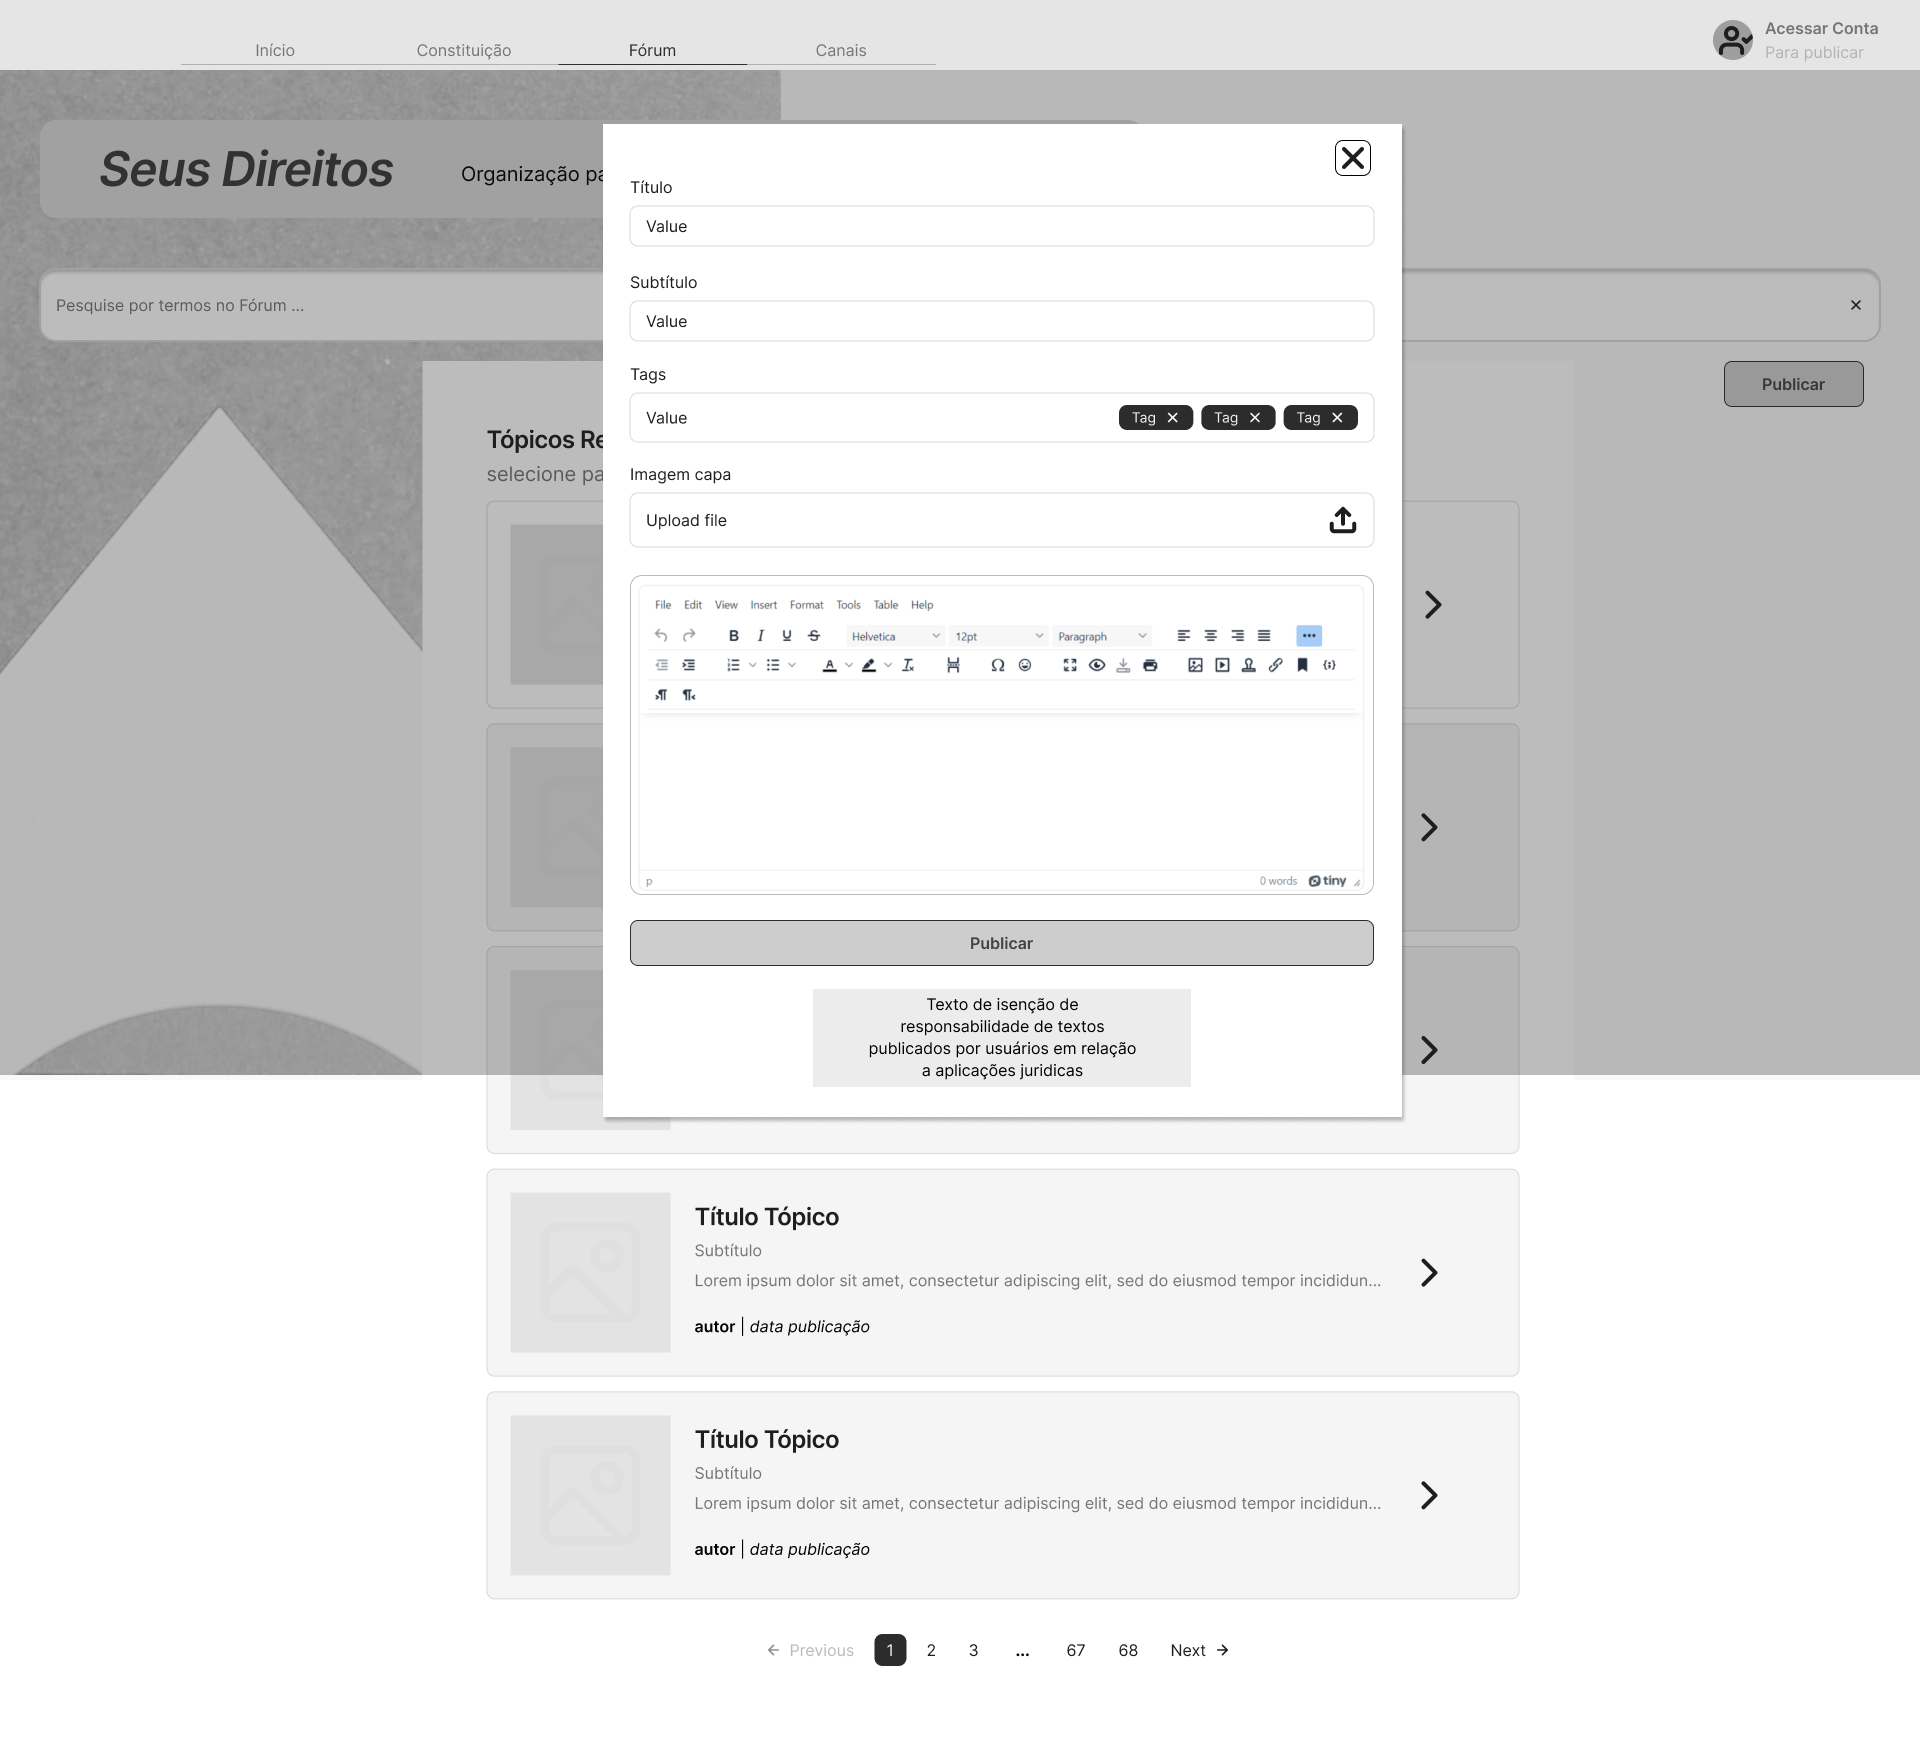 Início Constituição Fórum Canais
Acessar Conta
Para publicar
Seus Direitos
Organização pa
Pesquise por termos no Fórum ...
Publicar
Tópicos Re
selecione pa
Título
Value
Subtítulo
Value
Tags
Value Tag Tag Tag
Imagem capa
Upload file
File Edit View Insert Format Tools Table Help
B I U S Helvetica 12pt Paragraph
p 0 words tiny
Publicar
Texto de isenção de
responsabilidade de textos
publicados por usuários em relação
a aplicações juridicas
Título Tópico
Subtítulo
Lorem ipsum dolor sit amet, consectetur adipiscing elit, sed do eiusmod tempor incididun...
autor | data publicação
Título Tópico
Subtítulo
Lorem ipsum dolor sit amet, consectetur adipiscing elit, sed do eiusmod tempor incididun...
autor | data publicação
← Previous 1 2 3 ... 67 68 Next →